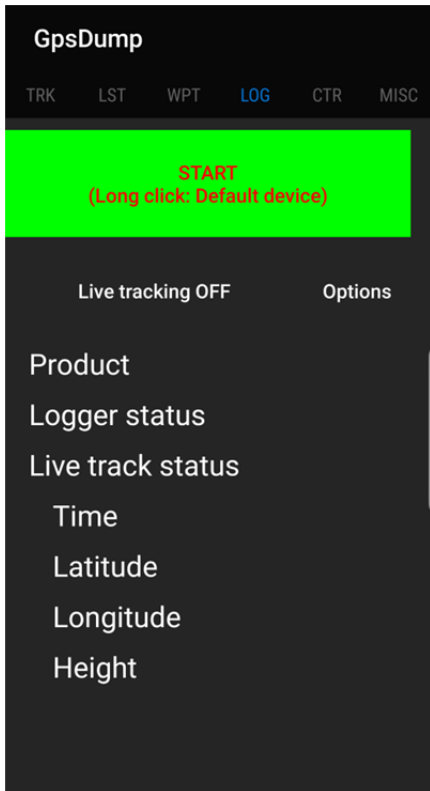 GpsDump
TRK LST WPT LOG CTR MISC
START
(Long click: Default device)
Live tracking OFF Options
Product
Logger status
Live track status
Time
Latitude
Longitude
Height